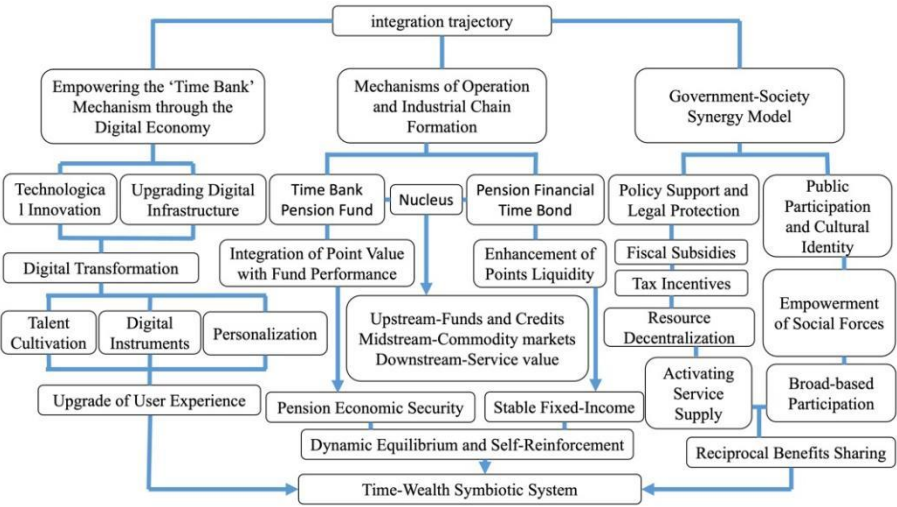 integration trajectory
Empowering the ‘Time Bank’
Mechanism through the
Digital Economy
Mechanisms of Operation
and Industrial Chain
Formation
Government-Society
Synergy Model
Technologica
l Innovation
Upgrading Digital
Infrastructure
Time Bank
Pension Fund
Nucleus
Pension Financial
Time Bond
Policy Support and
Legal Protection
Public
Participation
and Cultural
Identity
Digital Transformation
Integration of Point Value
with Fund Performance
Enhancement of
Points Liquidity
Fiscal Subsidies
Tax Incentives
Resource
Decentralization
Empowerment
of Social Forces
Talent
Cultivation
Digital
Instruments
Personalization
Upstream-Funds and Credits
Midstream-Commodity markets
Downstream-Service value
Activating
Service
Supply
Broad-based
Participation
Upgrade of User Experience
Pension Economic Security
Stable Fixed-Income
Dynamic Equilibrium and Self-Reinforcement
Reciprocal Benefits Sharing
Time-Wealth Symbiotic System